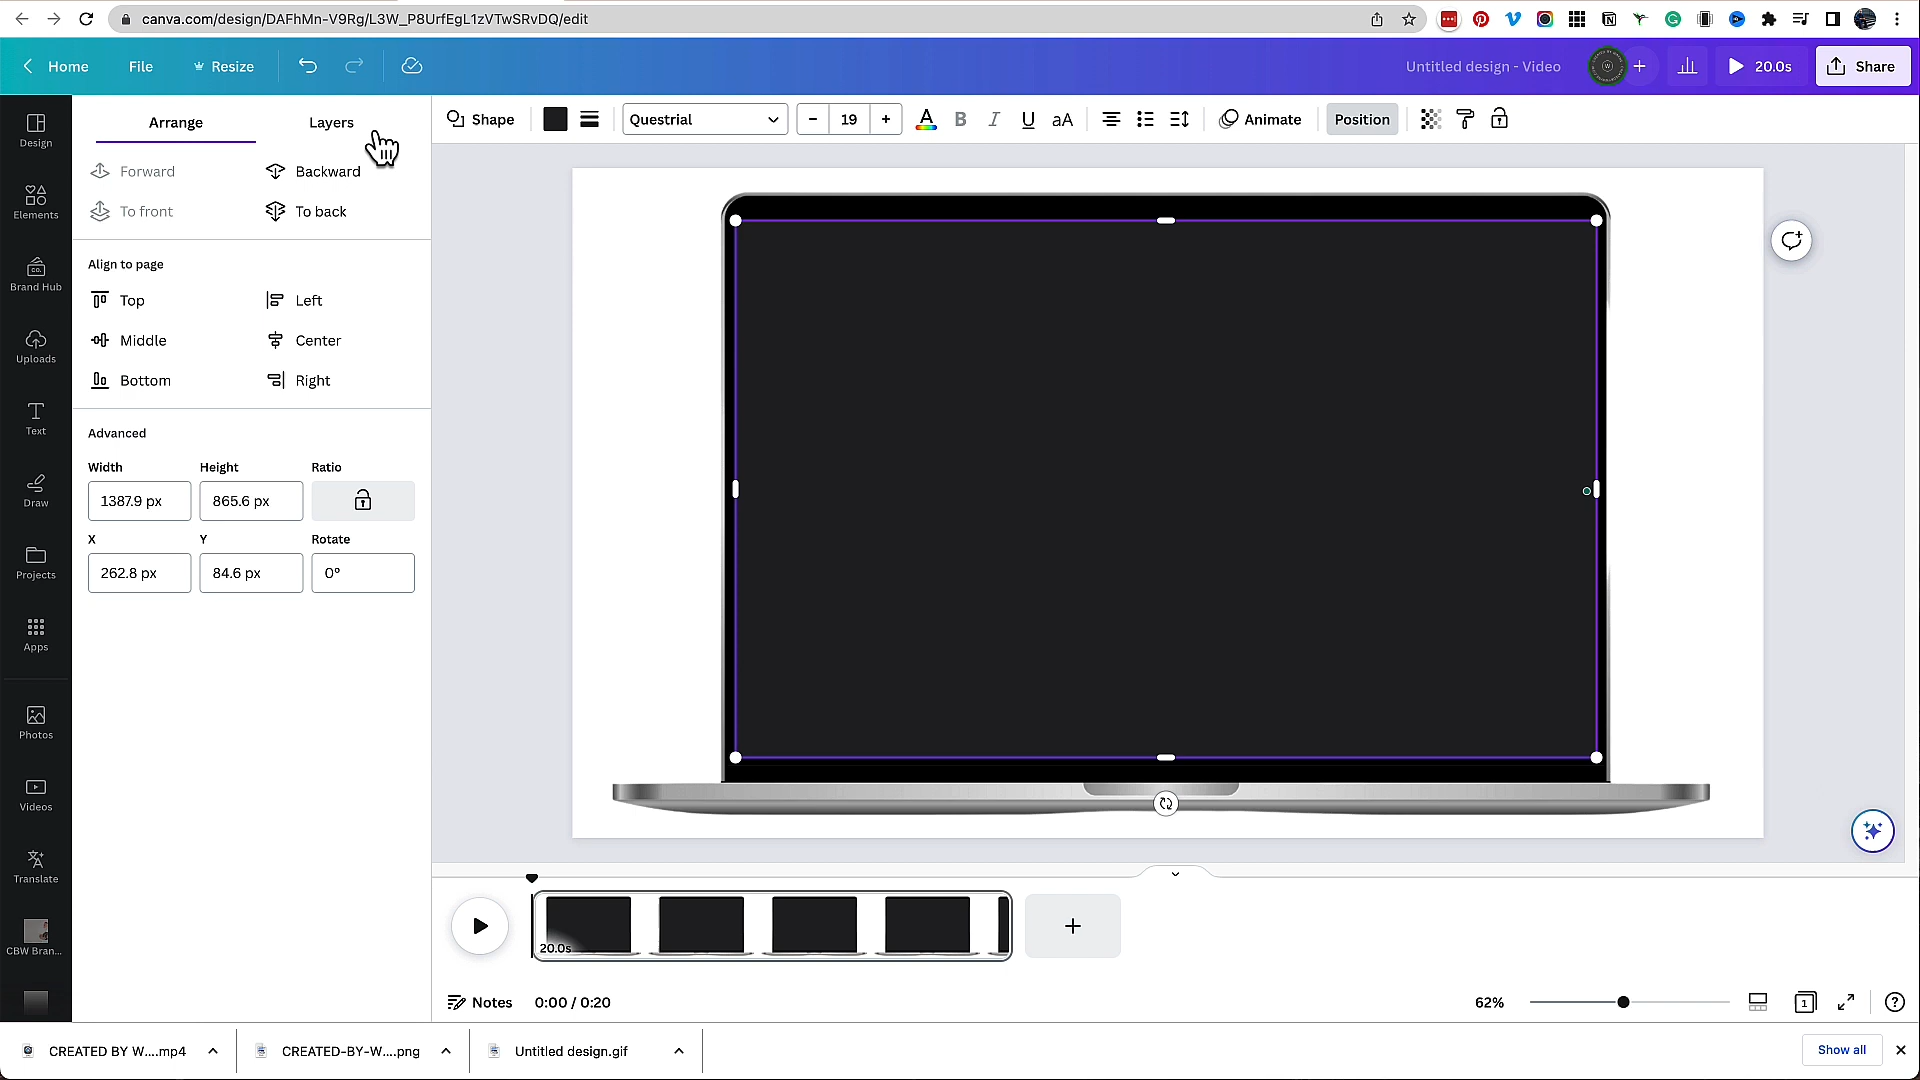 canva.com/design/DAFhMn-V9Rg/L3W_P8UrfEgL1zVTwSRvDQ/edit
Home File Resize Untitled design - Video W 20.0s Share
Design
Elements
CO.
Brand Hub
Uploads
Text
Draw
Projects
Apps
Photos
Videos
Translate
CBW Bran...
Arrange Layers
Forward Backward
To front To back
Align to page
Top Left
Middle Center
Bottom Right
Advanced
Width Height Ratio
1387.9 px 865.6 px
X Y Rotate
262.8 px 84.6 px 0°
Shape Questrial - 19 + A B I U aA Animate Position
20.0s
Notes 0:00 / 0:20 62% 1 ?
CREATED BY W....mp4 CREATED-BY-W....png Untitled design.gif Show all